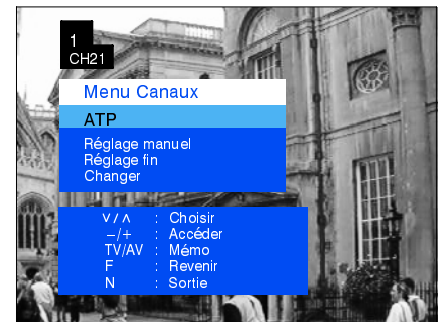 1
CH21
Menu Canaux
ATP
Réglage manuel
Réglage fin
Changer
∨ / ∧ : Choisir
–/+ : Accéder
TV/AV : Mémo
F : Revenir
N : Sortie